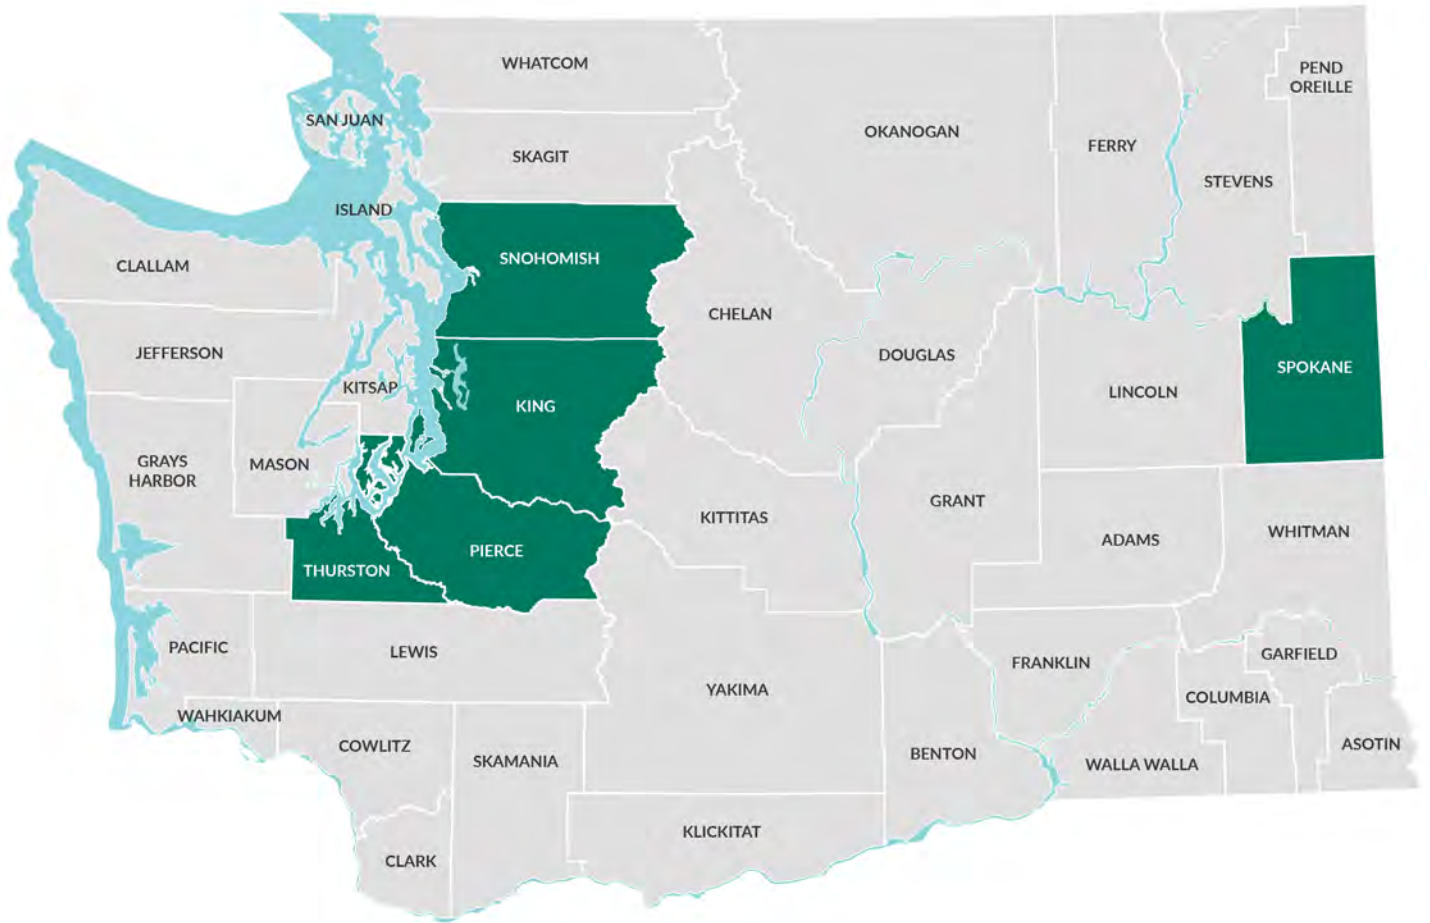 WHATCOM
PEND
OREILLE
SAN JUAN
OKANOGAN
FERRY
SKAGIT
STEVENS
ISLAND
SNOHOMISH
CLALLAM
CHELAN
JEFFERSON
DOUGLAS
SPOKANE
KITSAP
LINCOLN
KING
GRAYS
HARBOR
MASON
GRANT
KITTITAS
WHITMAN
ADAMS
PIERCE
THURSTON
PACIFIC
LEWIS
GARFIELD
FRANKLIN
YAKIMA
COLUMBIA
WAHKIAKUM
COWLITZ
ASOTIN
BENTON
SKAMANIA
WALLA WALLA
KLICKITAT
CLARK